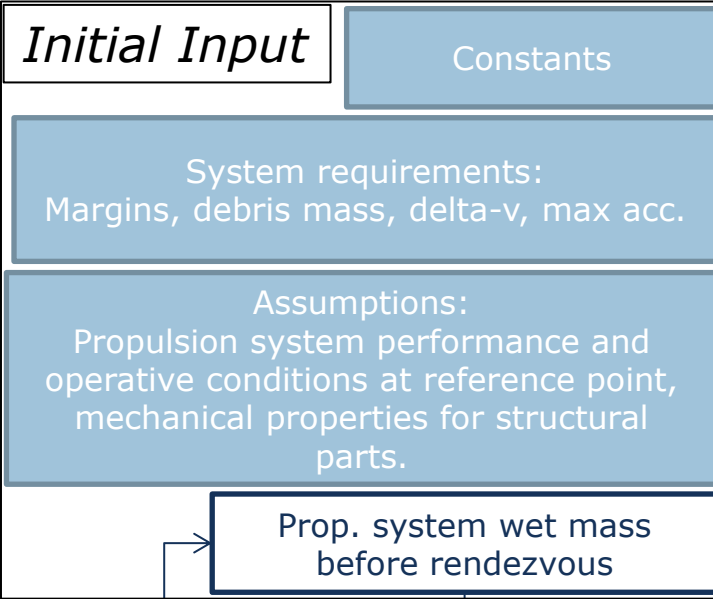 Initial Input
Constants
System requirements:
Margins, debris mass, delta-v, max acc.
Assumptions:
Propulsion system performance and
operative conditions at reference point,
mechanical properties for structural
parts.
Prop. system wet mass
before rendezvous